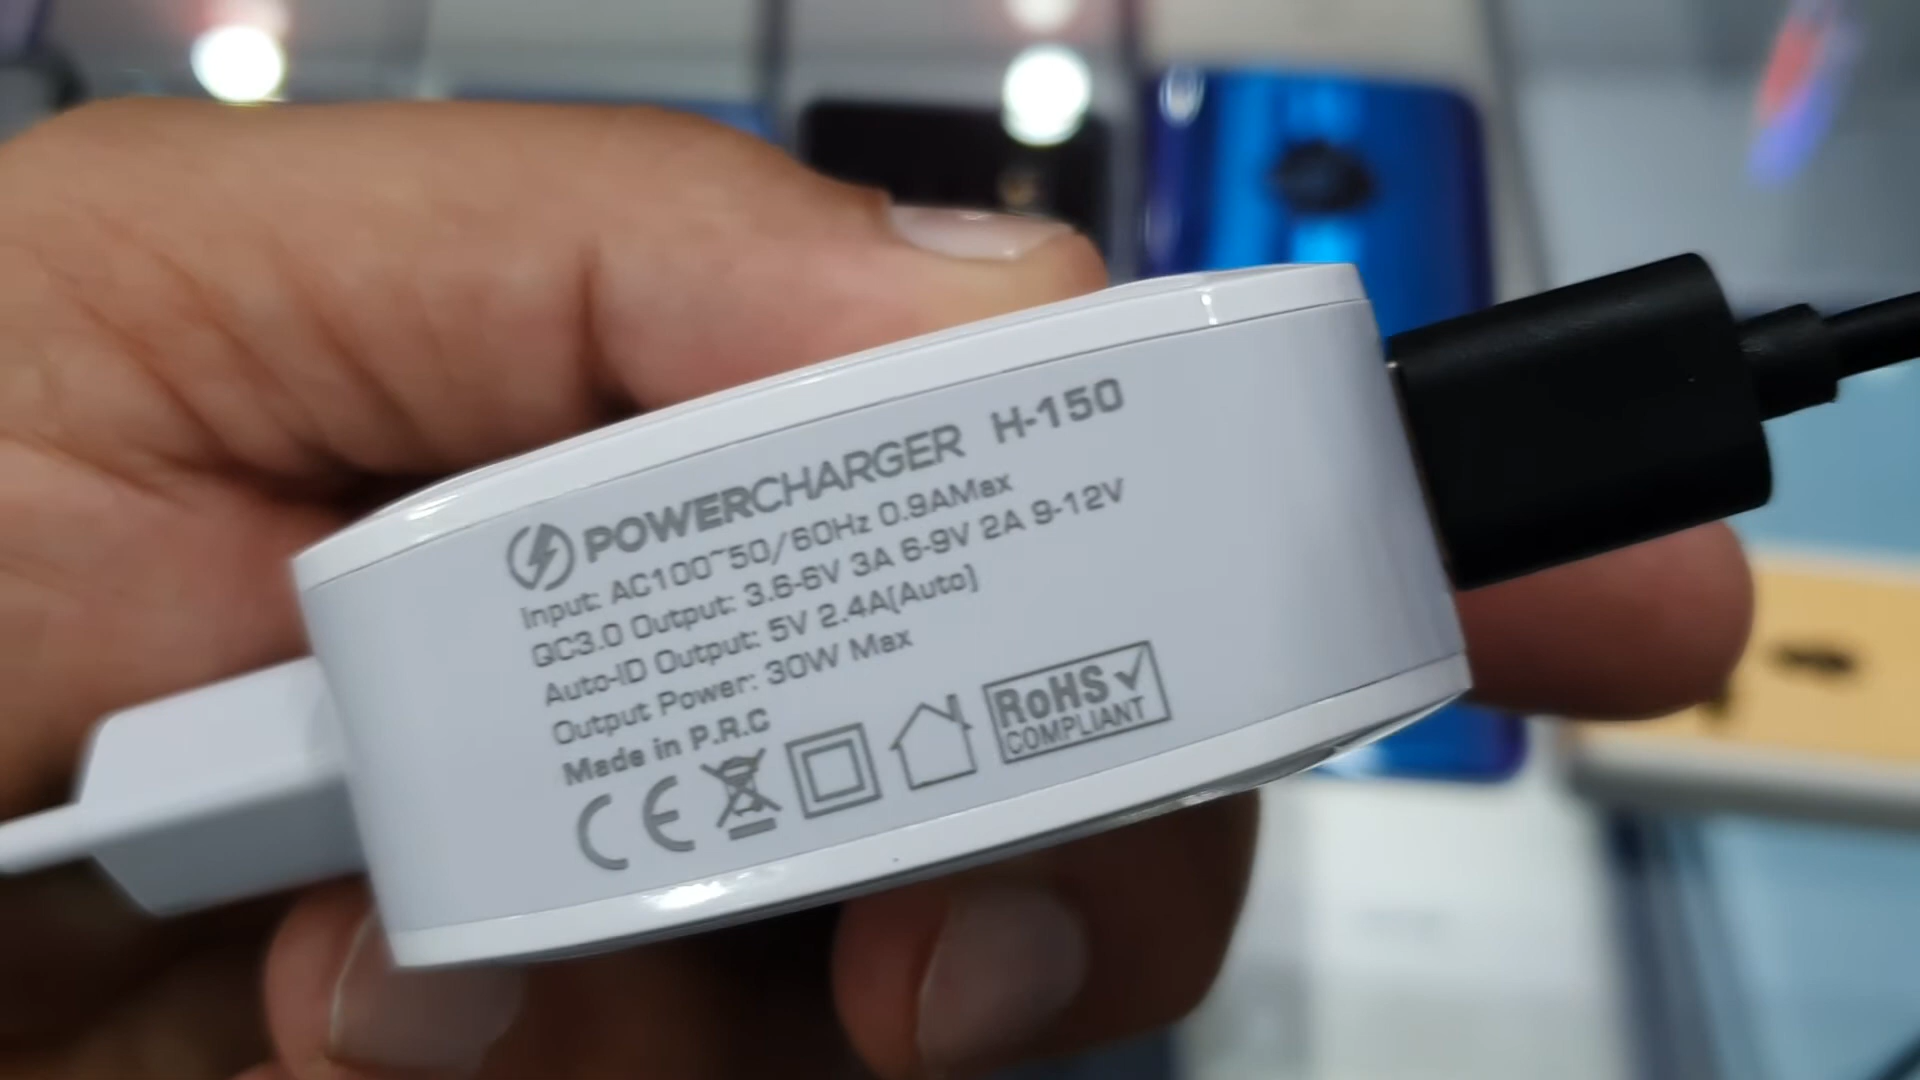 POWERCHARGER H-150
Input: AC100~50/60Hz 0.9AMax
QC3.0 Output: 3.6-6V 3A 6-9V 2A 9-12V
Auto-ID Output: 5V 2.4A(Auto)
Output Power: 30W Max
Made in P.R.C
CE RoHS
COMPLIANT